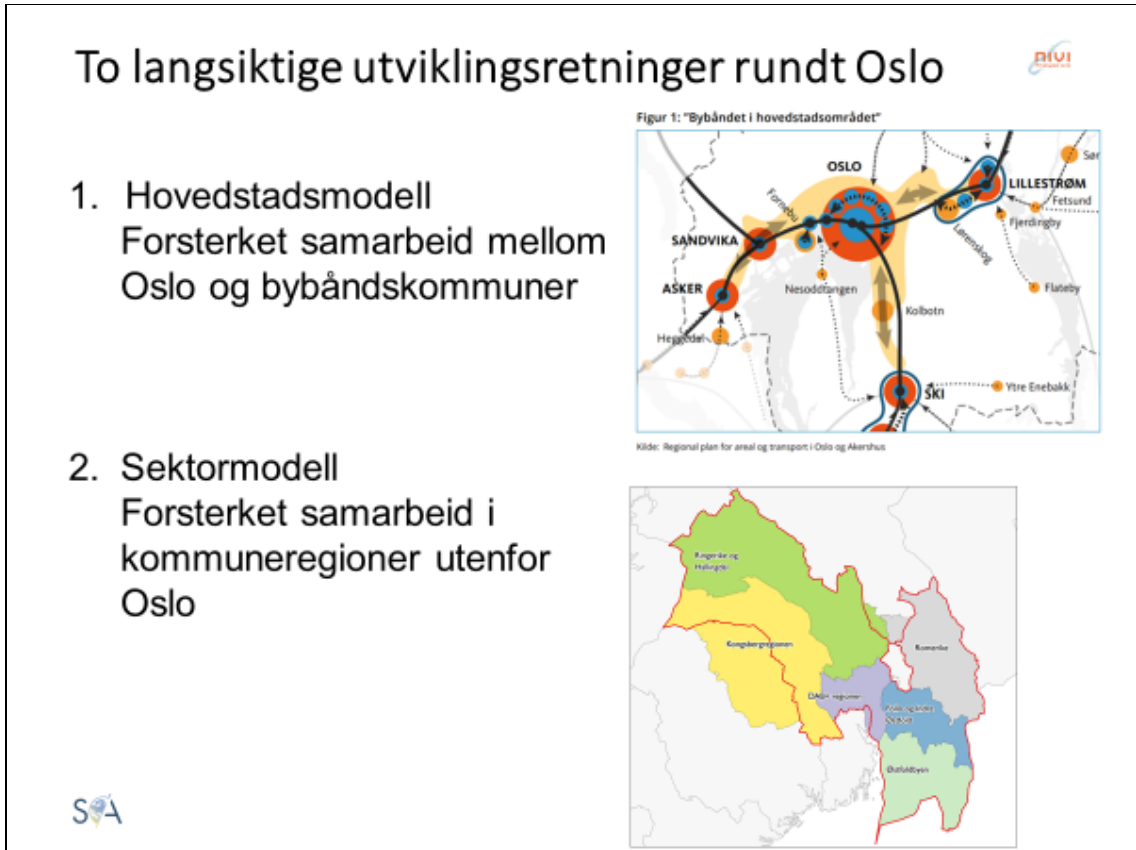 To langsiktige utviklingsretninger rundt Oslo
nivi
1. Hovedstadsmodell
Forsterket samarbeid mellom
Oslo og bybåndskommuner
2. Sektormodell
Forsterket samarbeid i
kommuneregioner utenfor
Oslo
Figur 1: "Bybåndet i hovedstadsområdet"
OSLO
LILLESTRØM
Fetsund
Fjerdingby
Lørenskog
Fornebu
SANDVIKA
ASKER
Nesoddtangen
Flateby
Kolbotn
Heggedal
SKI
Ytre Enebakk
Kilde: Regional plan for areal og transport i Oslo og Akershus
Ringerike og
Hallingdal
Kongsbergregionen
Romerike
Østfoldbyen